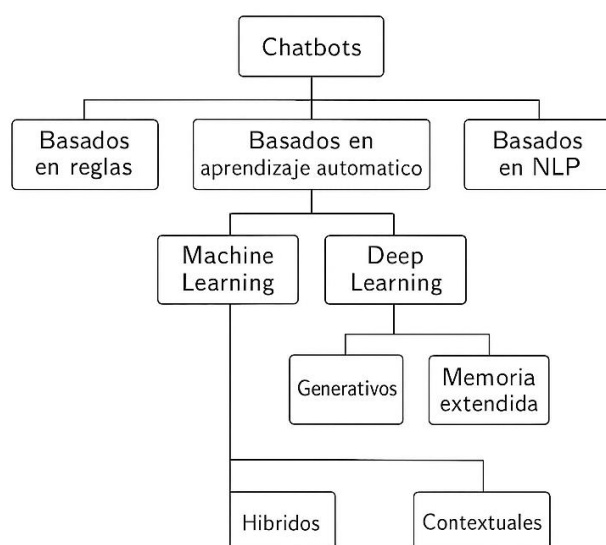 Chatbots
Basados
en reglas
Basados en
aprendizaje automatico
Basados
en NLP
Machine
Learning
Deep
Learning
Generativos
Memoria
extendida
Hibridos
Contextuales